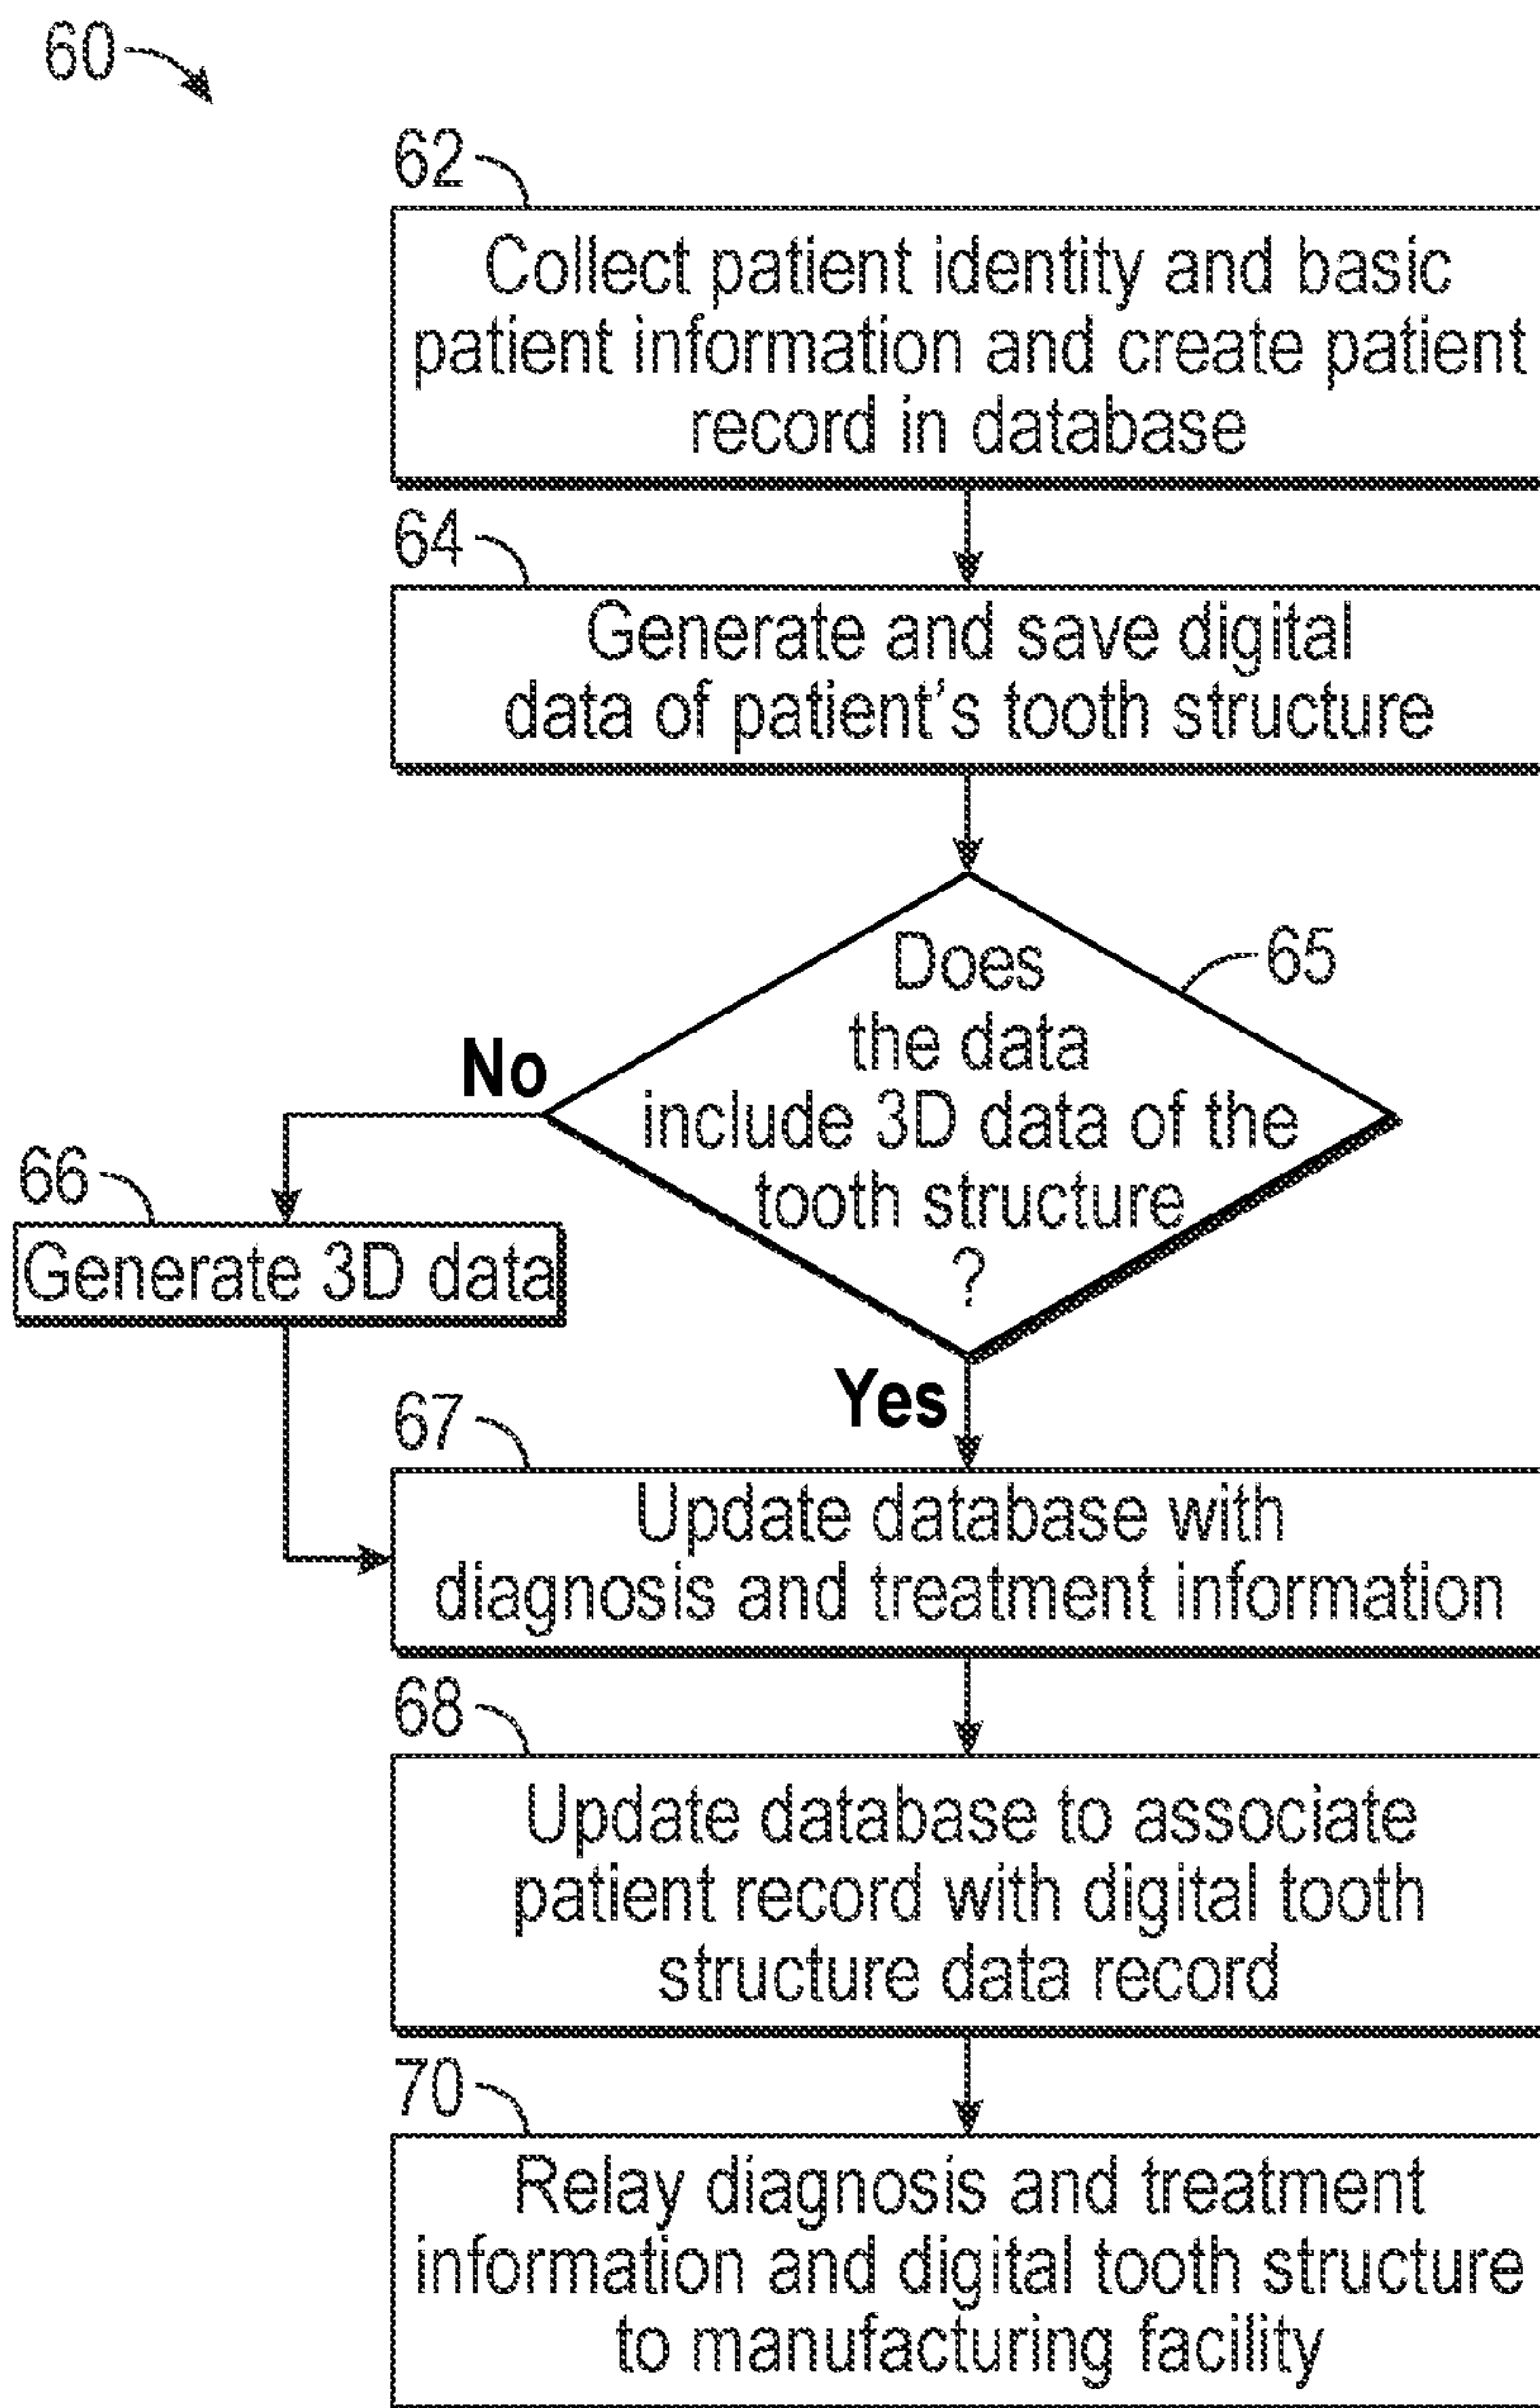 60
62
Collect patient identity and basic
patient information and create patient
record in database
64
Generate and save digital
data of patient's tooth structure
65
Does
the data
include 3D data of the
tooth structure
?
No
66
Generate 3D data
Yes
67
Update database with
diagnosis and treatment information
68
Update database to associate
patient record with digital tooth
structure data record
70
Relay diagnosis and treatment
information and digital tooth structure
to manufacturing facility